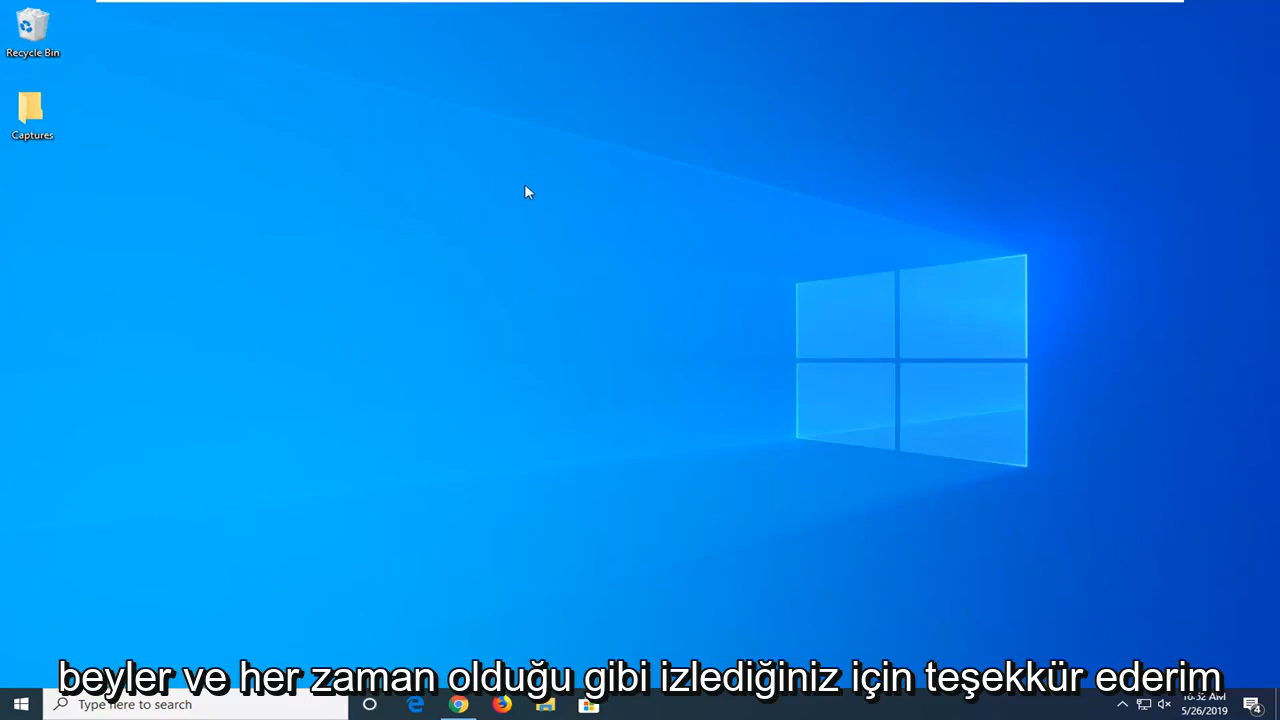 Recycle Bin
Captures
beyler ve her zaman olduğu gibi izlediğiniz için teşekkür ederim
Type here to search
5/26/2019
4